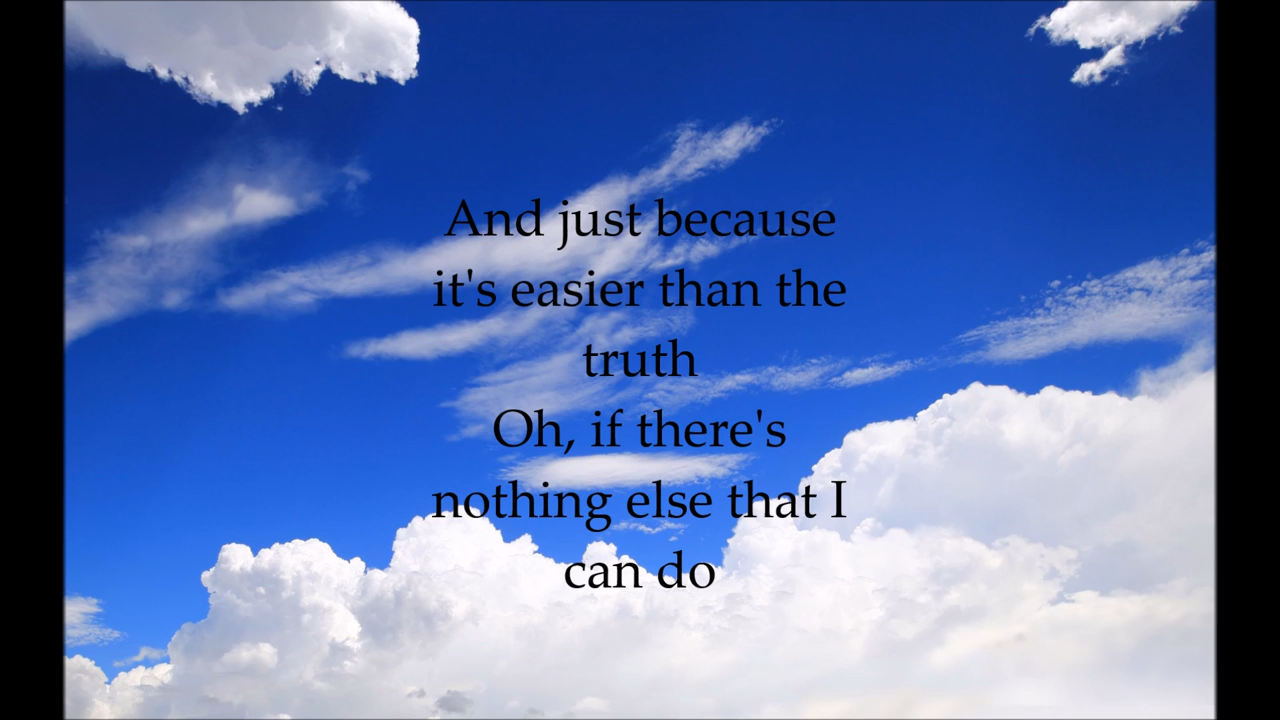 And just because
it's easier than the
truth
Oh, if there's
nothing else that I
can do